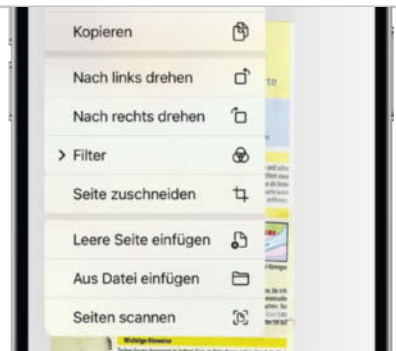 Kopieren
Nach links drehen
Nach rechts drehen
Filter
Seite zuschneiden
Leere Seite einfügen
Aus Datei einfügen
Seiten scannen
Wichtige Hinweise